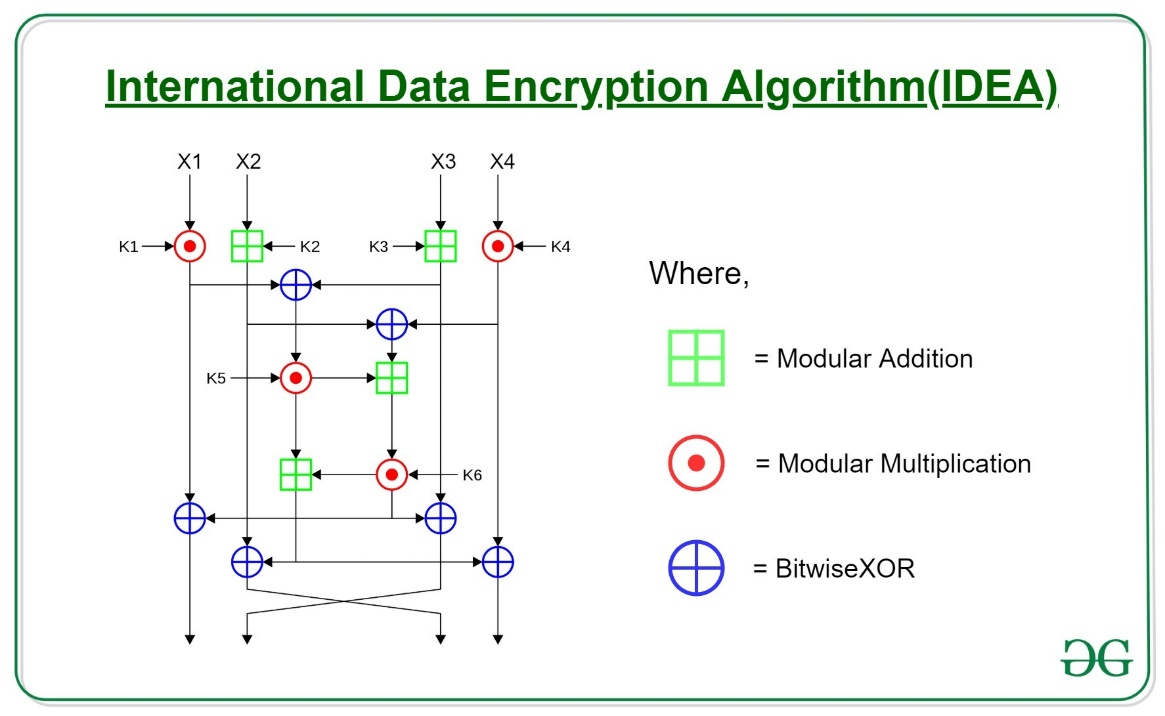 International Data Encryption Algorithm(IDEA)
X1 X2 X3 X4
K1 K2 K3 K4
Where,
= Modular Addition
K5
= Modular Multiplication
K6
= BitwiseXOR